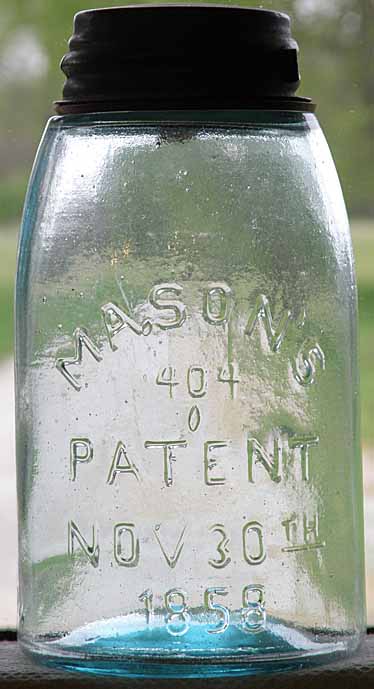 MASON'S
404
0
PATENT
NOV 30TH
1858